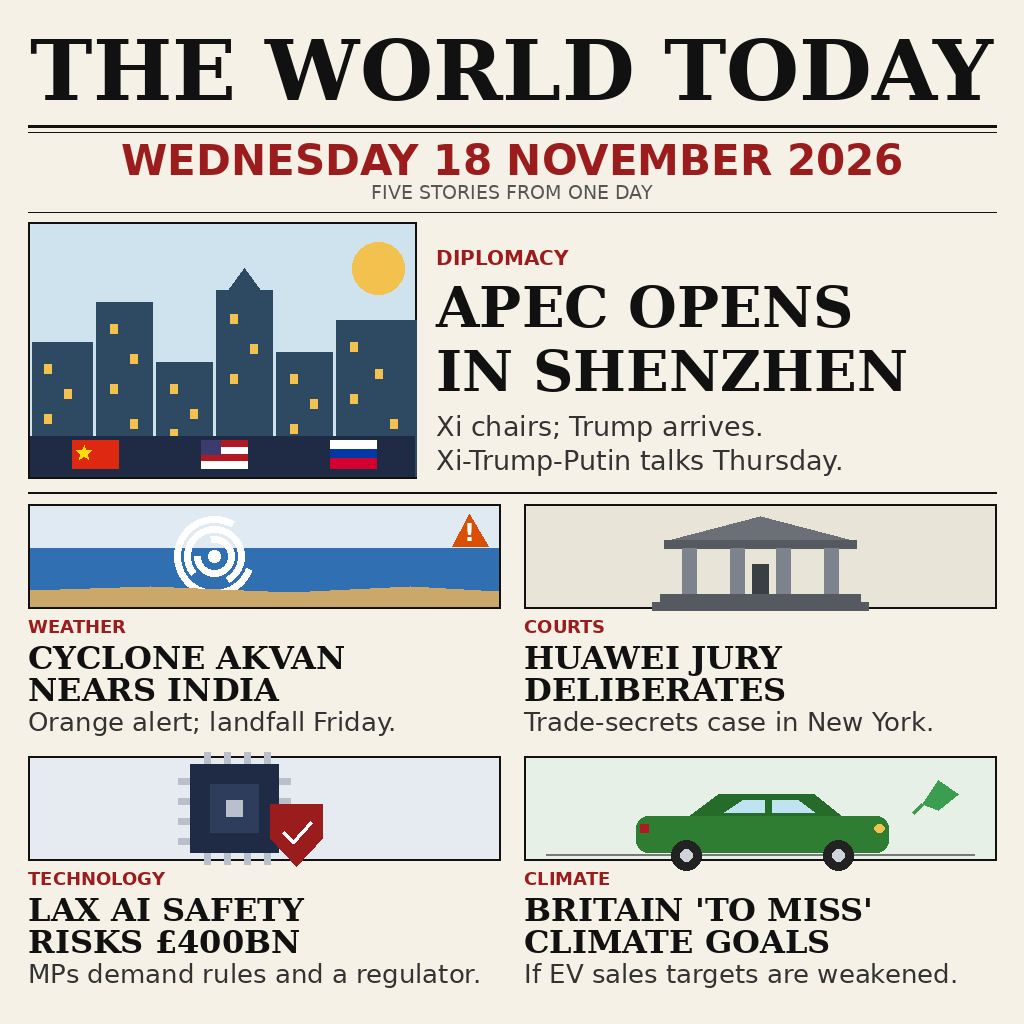 THE WORLD TODAY
WEDNESDAY 18 NOVEMBER 2026
FIVE STORIES FROM ONE DAY
DIPLOMACY
APEC OPENS
IN SHENZHEN
Xi chairs; Trump arrives.
Xi-Trump-Putin talks Thursday.
!
WEATHER
CYCLONE AKVAN
NEARS INDIA
Orange alert; landfall Friday.
COURTS
HUAWEI JURY
DELIBERATES
Trade-secrets case in New York.
TECHNOLOGY
LAX AI SAFETY
RISKS £400BN
MPs demand rules and a regulator.
CLIMATE
BRITAIN 'TO MISS'
CLIMATE GOALS
If EV sales targets are weakened.